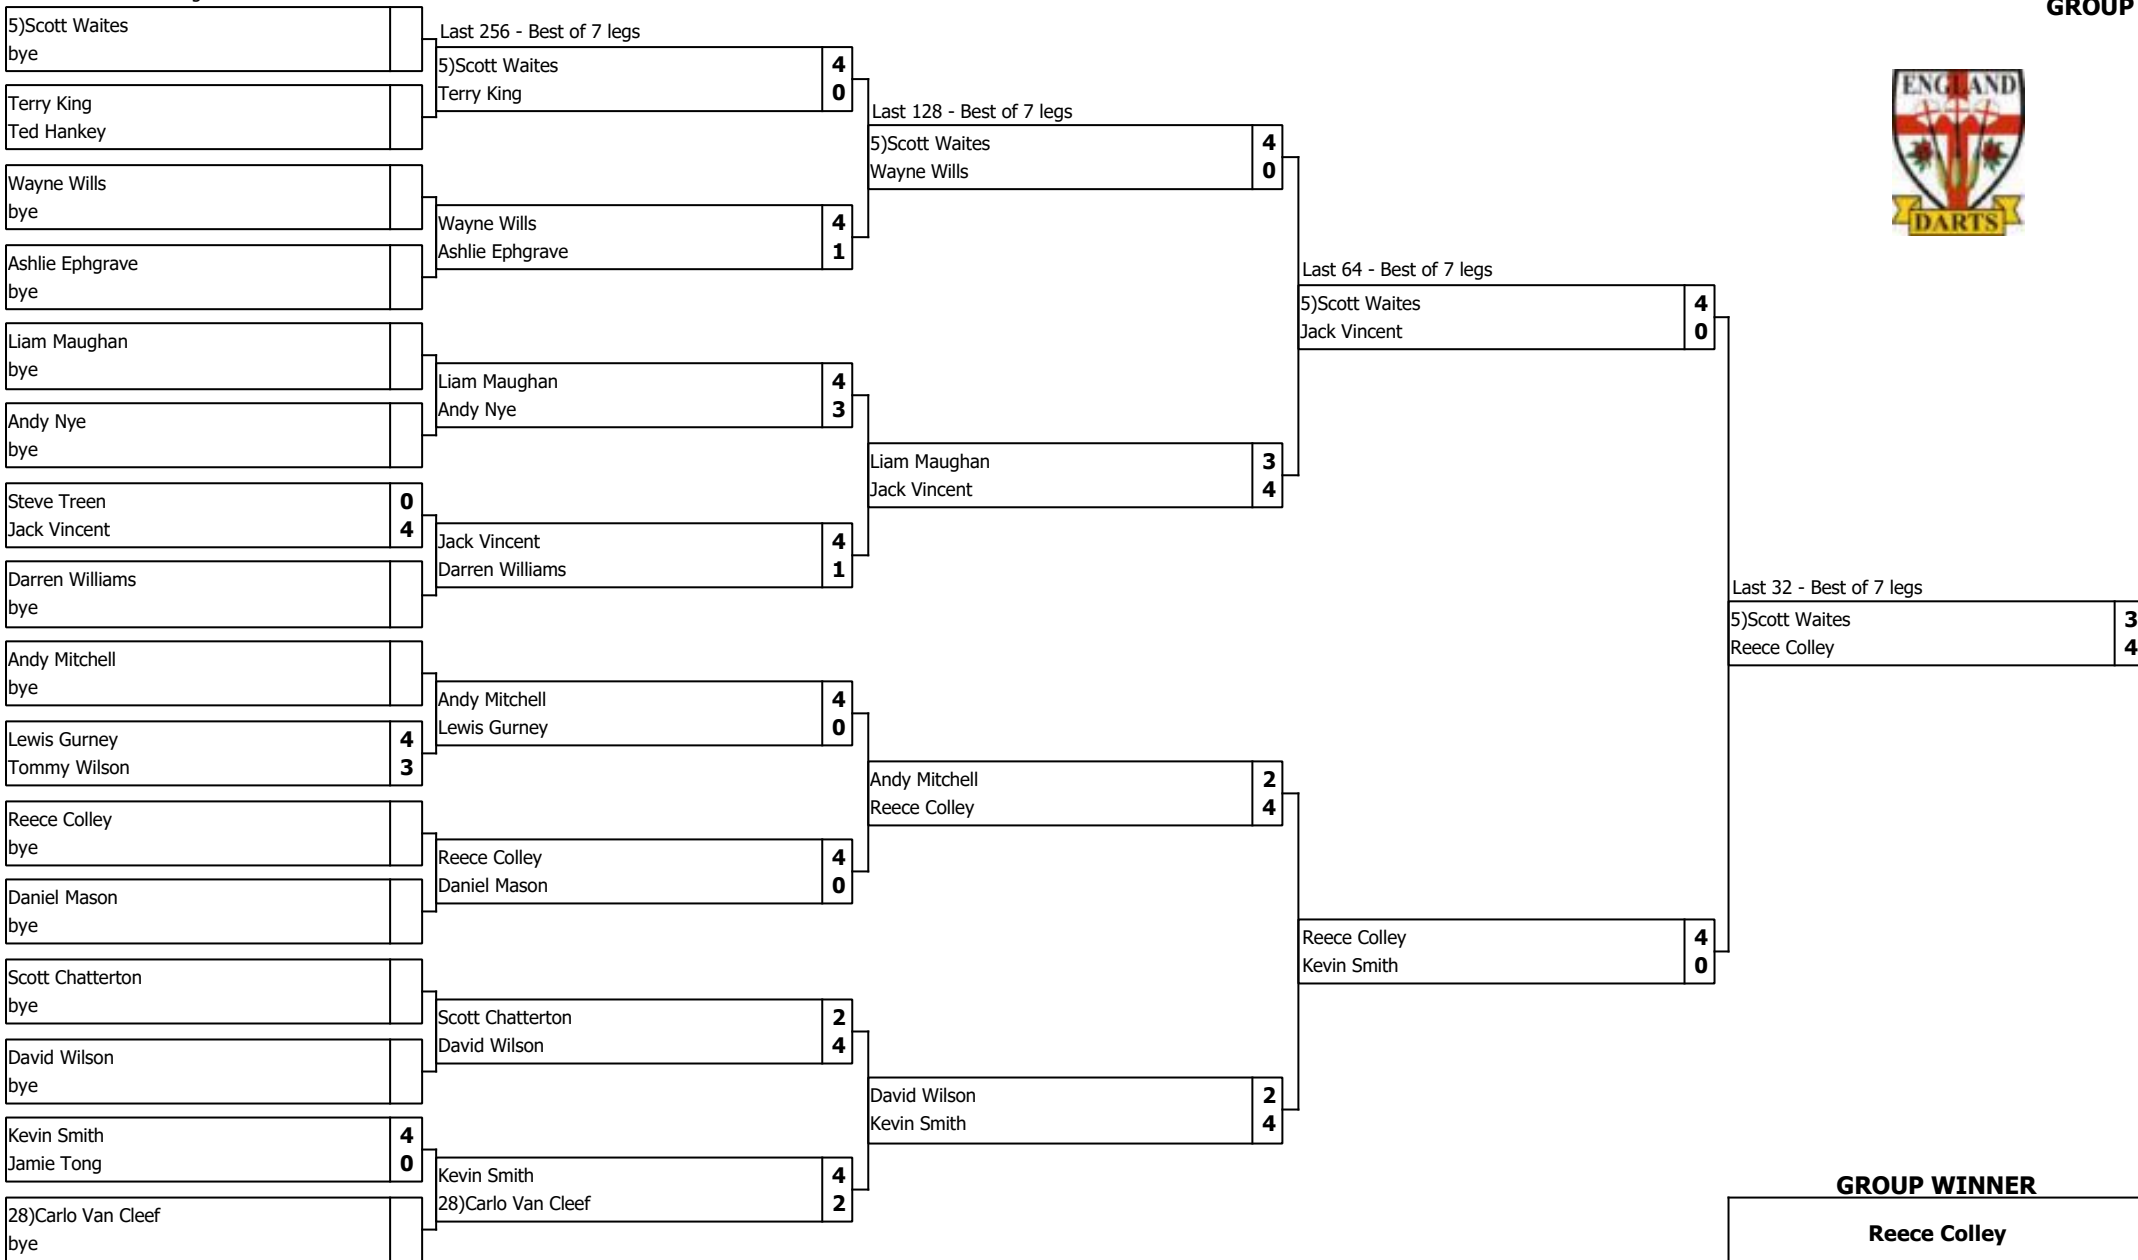 GROUP
5)Scott Waites
bye
Terry King
Ted Hankey
Wayne Wills
bye
Ashlie Ephgrave
bye
Liam Maughan
bye
Andy Nye
bye
Steve Treen 0
Jack Vincent 4
Darren Williams
bye
Andy Mitchell
bye
Lewis Gurney 4
Tommy Wilson 3
Reece Colley
bye
Daniel Mason
bye
Scott Chatterton
bye
David Wilson
bye
Kevin Smith 4
Jamie Tong 0
28)Carlo Van Cleef
bye
Last 256 - Best of 7 legs
5)Scott Waites 4
Terry King 0
Wayne Wills 4
Ashlie Ephgrave 1
Liam Maughan 4
Andy Nye 3
Jack Vincent 4
Darren Williams 1
Andy Mitchell 4
Lewis Gurney 0
Reece Colley 4
Daniel Mason 0
Scott Chatterton 2
David Wilson 4
Kevin Smith 4
28)Carlo Van Cleef 2
Last 128 - Best of 7 legs
5)Scott Waites 4
Wayne Wills 0
Liam Maughan 3
Jack Vincent 4
Andy Mitchell 2
Reece Colley 4
David Wilson 2
Kevin Smith 4
Last 64 - Best of 7 legs
5)Scott Waites 4
Jack Vincent 0
Reece Colley 4
Kevin Smith 0
Last 32 - Best of 7 legs
5)Scott Waites 3
Reece Colley 4
ENGLAND
DARTS
GROUP WINNER
Reece Colley